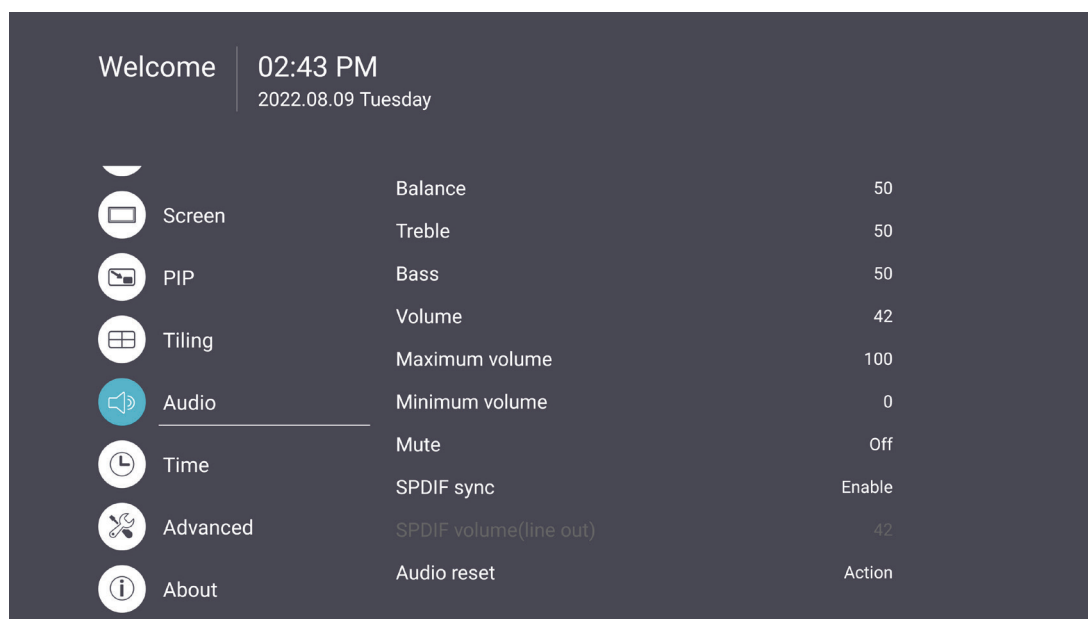 Welcome
02:43 PM
2022.08.09 Tuesday
Screen
PIP
Tiling
Audio
Time
Advanced
About
Balance 50
Treble 50
Bass 50
Volume 42
Maximum volume 100
Minimum volume 0
Mute Off
SPDIF sync Enable
SPDIF volume(line out) 42
Audio reset Action